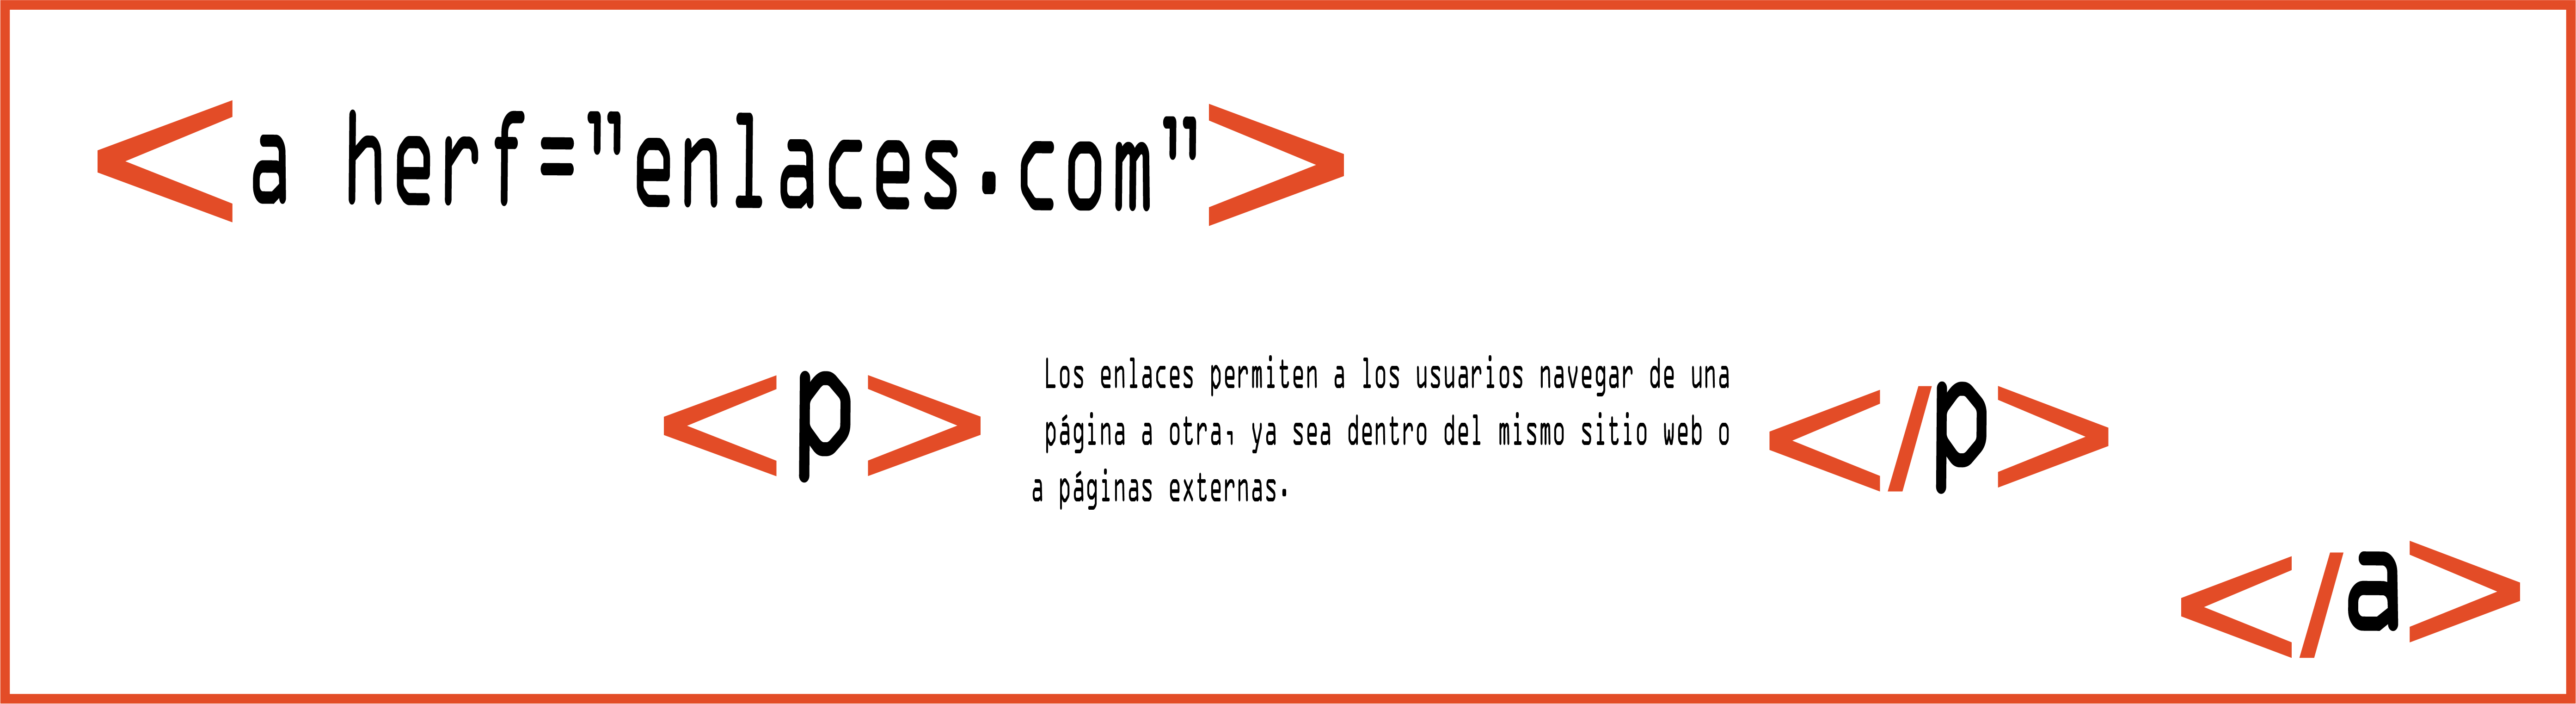 <a herf="enlaces.com">
<p> Los enlaces permiten a los usuarios navegar de una
página a otra, ya sea dentro del mismo sitio web o
a páginas externas. </p>
</a>